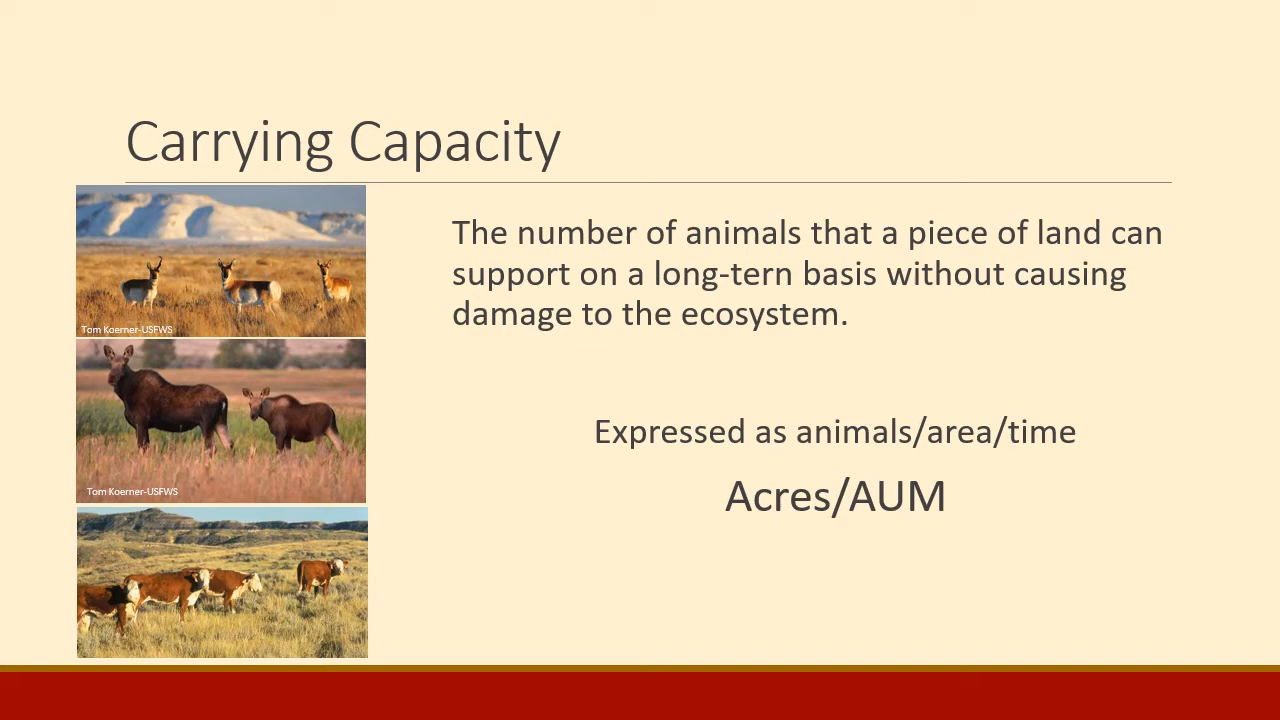 Carrying Capacity
The number of animals that a piece of land can
support on a long-tern basis without causing
damage to the ecosystem.
Tom Koerner-USFWS
Expressed as animals/area/time
Tom Koerner-USFWS
Acres/AUM